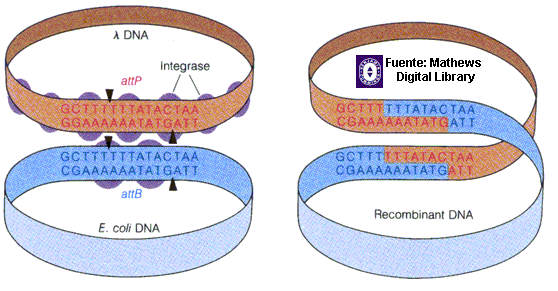 λ DNA
attP
integrase
GCTTTTTTATACTAA
GGAAAAAATATGATT
GCTTTTTTATACTAA
CGAAAAAATATGATT
attB
E. coli DNA
Fuente: Mathews
Digital Library
GCTTTTTTATACTAA
CGAAAAAATATGATT
GCTTTTTTATACTAA
CGAAAAAATATGATT
Recombinant DNA